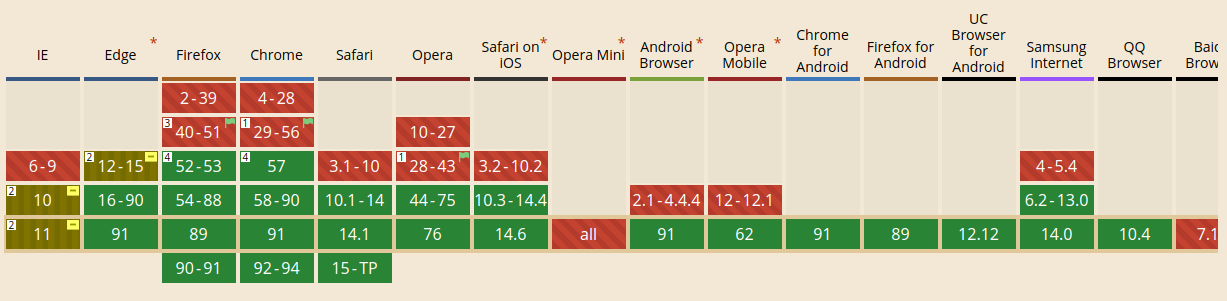 IE Edge * Firefox Chrome Safari Opera Safari on iOS * Opera Mini * Android Browser * Opera Mobile * Chrome for Android Firefox for Android UC Browser for Android Samsung Internet QQ Browser Baid Brow
2-39 4-28
3 40-51 1 29-56 10-27
6-9 2 12-15 4 52-53 4 57 3.1-10 1 28-43 3.2-10.2 4-5.4
2 10 16-90 54-88 58-90 10.1-14 44-75 10.3-14.4 2.1-4.4.4 12-12.1 6.2-13.0
2 11 91 89 91 14.1 76 14.6 all 91 62 91 89 12.12 14.0 10.4 7.1
90-91 92-94 15-TP